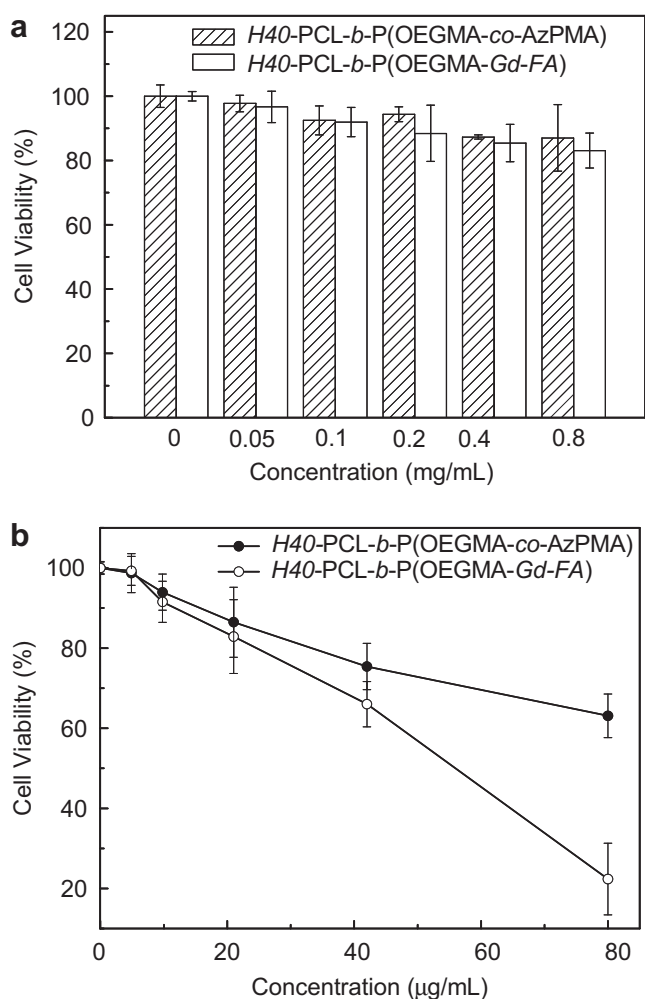 a
H40-PCL-b-P(OEGMA-co-AzPMA)
H40-PCL-b-P(OEGMA-Gd-FA)
Cell Viability (%)
120
100
80
60
40
20
0
0 0.05 0.1 0.2 0.4 0.8
Concentration (mg/mL)
b
H40-PCL-b-P(OEGMA-co-AzPMA)
H40-PCL-b-P(OEGMA-Gd-FA)
Cell Viability (%)
100
80
60
40
20
0 20 40 60 80
Concentration (μg/mL)